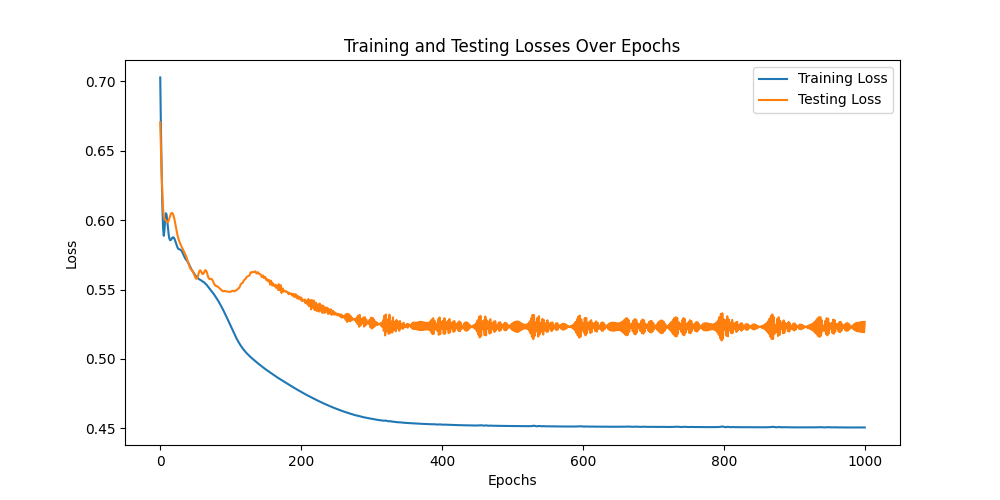 Training and Testing Losses Over Epochs
Training Loss
Testing Loss
0.70
0.65
0.60
0.55
0.50
0.45
Loss
0
200
400
600
800
1000
Epochs